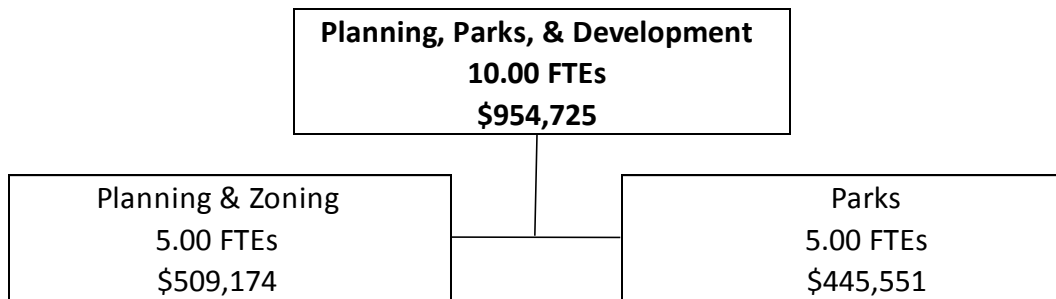 Planning, Parks, & Development
10.00 FTEs
$954,725
Planning & Zoning
5.00 FTEs
$509,174
Parks
5.00 FTEs
$445,551